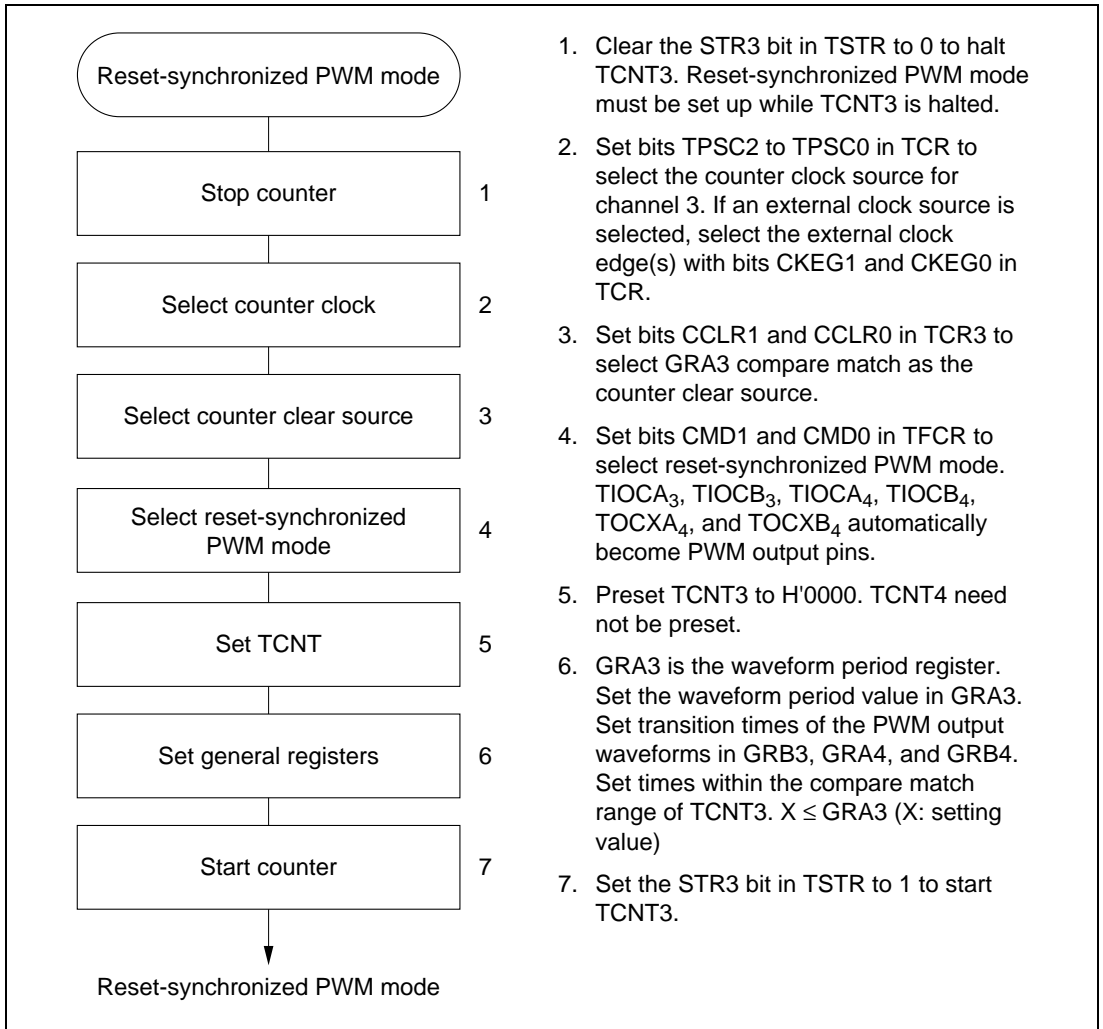 Reset-synchronized PWM mode
Stop counter 1
Select counter clock 2
Select counter clear source 3
Select reset-synchronized
PWM mode 4
Set TCNT 5
Set general registers 6
Start counter 7
Reset-synchronized PWM mode
1. Clear the STR3 bit in TSTR to 0 to halt
TCNT3. Reset-synchronized PWM mode
must be set up while TCNT3 is halted.
2. Set bits TPSC2 to TPSC0 in TCR to
select the counter clock source for
channel 3. If an external clock source is
selected, select the external clock
edge(s) with bits CKEG1 and CKEG0 in
TCR.
3. Set bits CCLR1 and CCLR0 in TCR3 to
select GRA3 compare match as the
counter clear source.
4. Set bits CMD1 and CMD0 in TFCR to
select reset-synchronized PWM mode.
TIOCA₃, TIOCB₃, TIOCA₄, TIOCB₄,
TOCXA₄, and TOCXB₄ automatically
become PWM output pins.
5. Preset TCNT3 to H'0000. TCNT4 need
not be preset.
6. GRA3 is the waveform period register.
Set the waveform period value in GRA3.
Set transition times of the PWM output
waveforms in GRB3, GRA4, and GRB4.
Set times within the compare match
range of TCNT3. X ≤ GRA3 (X: setting
value)
7. Set the STR3 bit in TSTR to 1 to start
TCNT3.